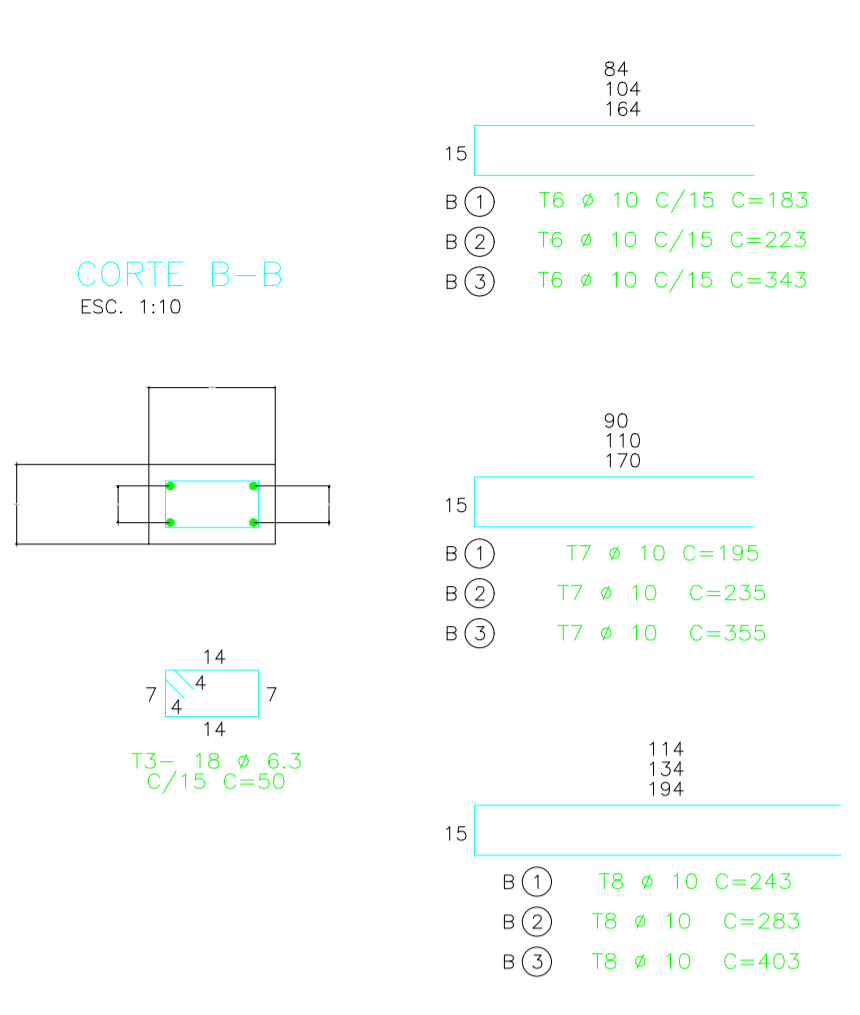 CORTE B-B
ESC. 1:10
14
7
4
7
4
14
T3- 18 ø 6.3
C/15 C=50
84
104
164
15
B 1 T6 ø 10 C/15 C=183
B 2 T6 ø 10 C/15 C=223
B 3 T6 ø 10 C/15 C=343
90
110
170
15
B 1 T7 ø 10 C=195
B 2 T7 ø 10 C=235
B 3 T7 ø 10 C=355
114
134
194
15
B 1 T8 ø 10 C=243
B 2 T8 ø 10 C=283
B 3 T8 ø 10 C=403